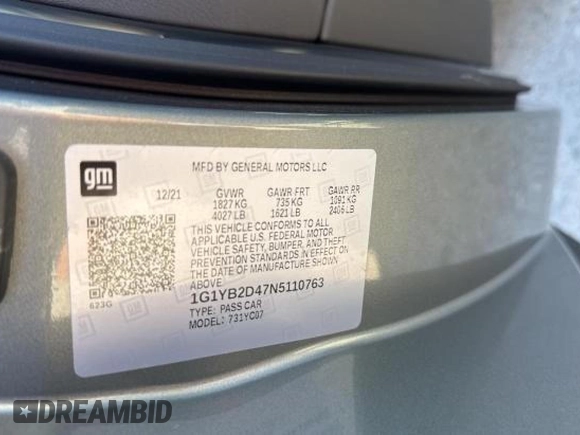 gm
MFD BY GENERAL MOTORS LLC
12/21 GVWR GAWR FRT GAWR RR
1827 KG 735 KG 1091 KG
4027 LB 1621 LB 2406 LB
THIS VEHICLE CONFORMS TO ALL
APPLICABLE U.S. FEDERAL MOTOR
VEHICLE SAFETY, BUMPER, AND THEFT
PREVENTION STANDARDS IN EFFECT ON
THE DATE OF MANUFACTURE SHOWN
ABOVE
1G1YB2D47N5110763
TYPE: PASS CAR
MODEL: 731YC07
623G
DREAMBID